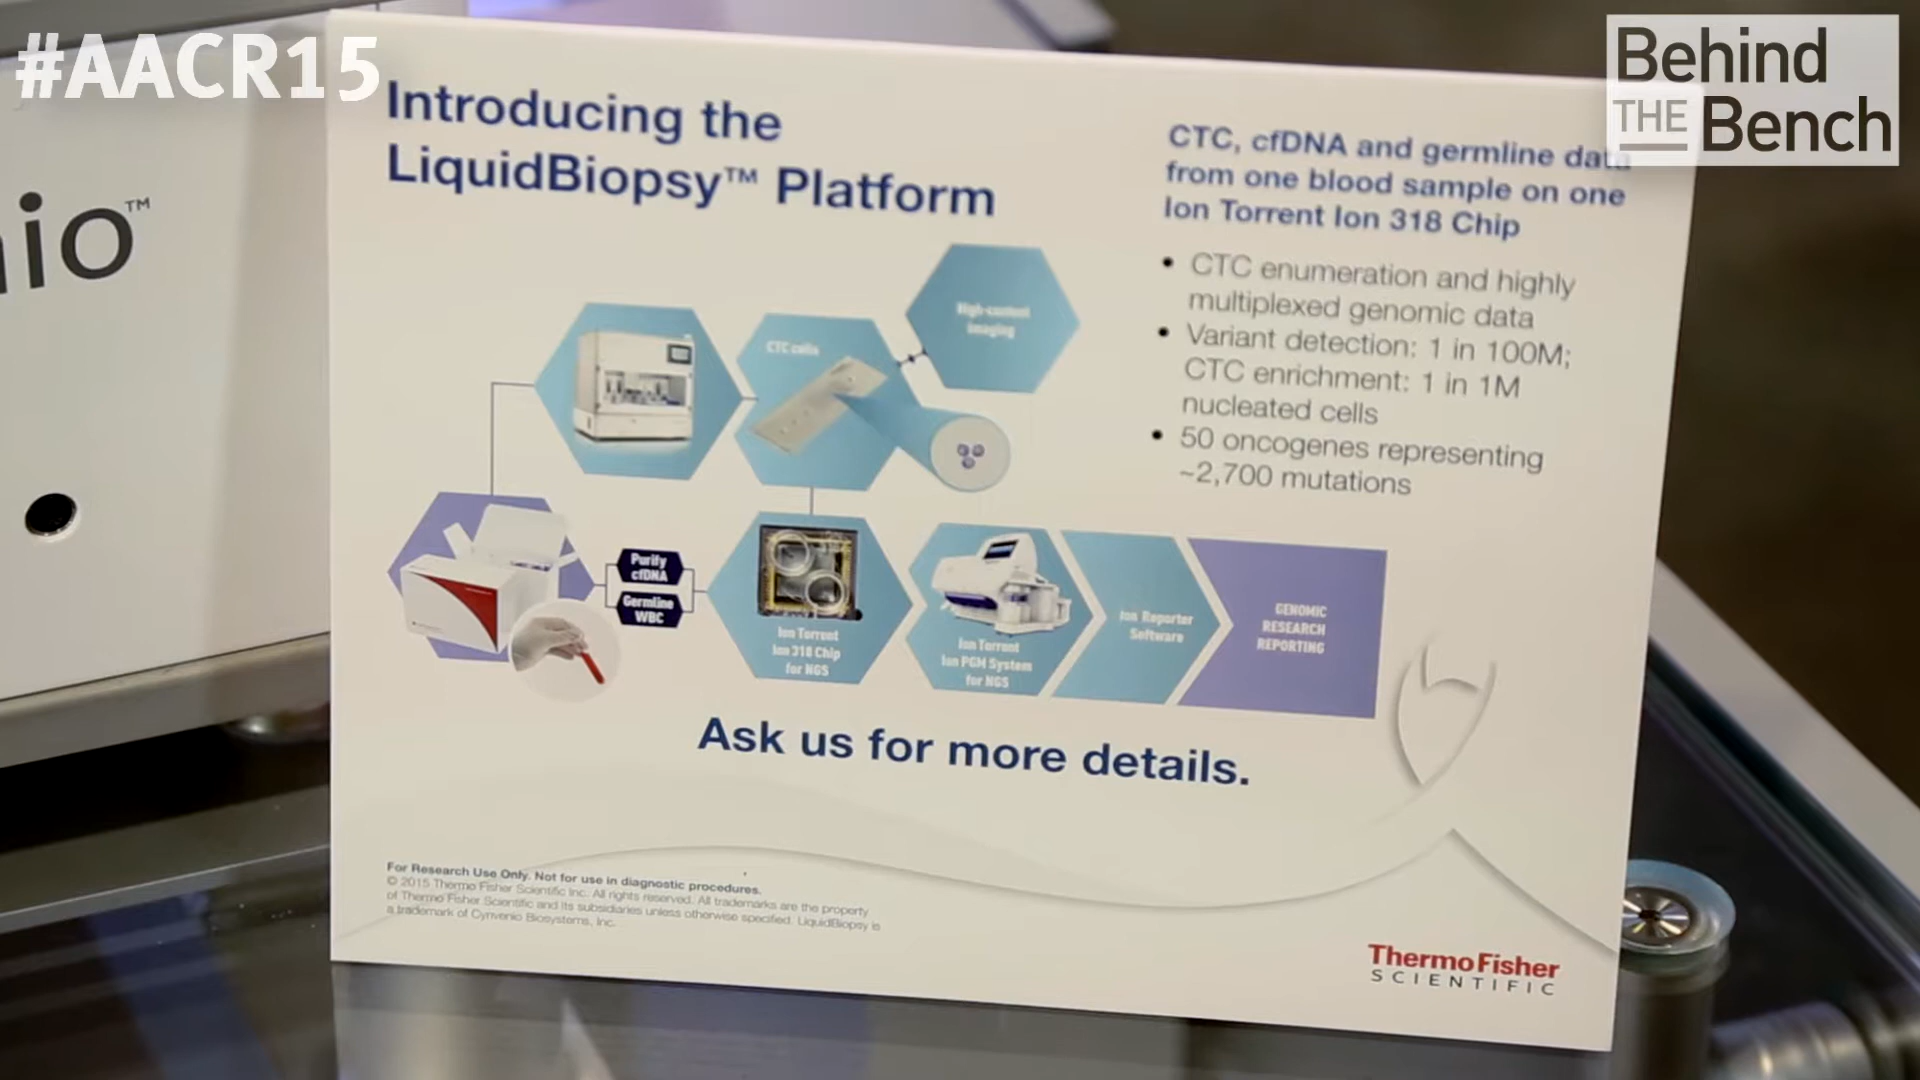 #AACR15
Behind
THE Bench
io™
Introducing the
LiquidBiopsy™ Platform
CTC, cfDNA and germline data
from one blood sample on one
Ion Torrent Ion 318 Chip
• CTC enumeration and highly
multiplexed genomic data
• Variant detection: 1 in 100M;
CTC enrichment: 1 in 1M
nucleated cells
• 50 oncogenes representing
~2,700 mutations
High-content
imaging
CTC cells
Purify
cfDNA
Germline
WBC
Ion Torrent
Ion 318 Chip
for NGS
Ion Torrent
Ion PGM System
for NGS
Ion Reporter
Software
GENOMIC
RESEARCH
REPORTING
Ask us for more details.
For Research Use Only. Not for use in diagnostic procedures.
© 2015 Thermo Fisher Scientific Inc. All rights reserved. All trademarks are the property
of Thermo Fisher Scientific and its subsidiaries unless otherwise specified. LiquidBiopsy is
a trademark of Cynvenio Biosystems, Inc.
ThermoFisher
SCIENTIFIC